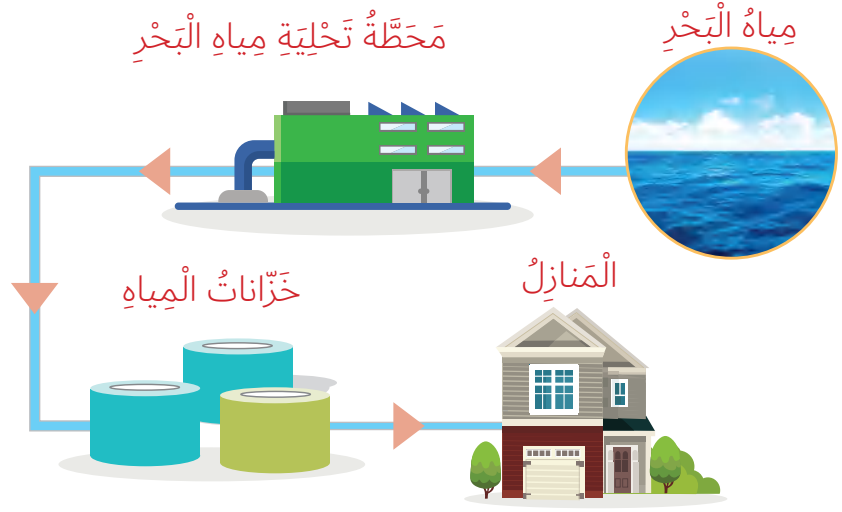 مِياهُ الْبَحْرِ
مَحَطَّةُ تَحْلِيَةِ مِياهِ الْبَحْرِ
خَزّاناتُ الْمِياهِ
الْمَنازِلُ